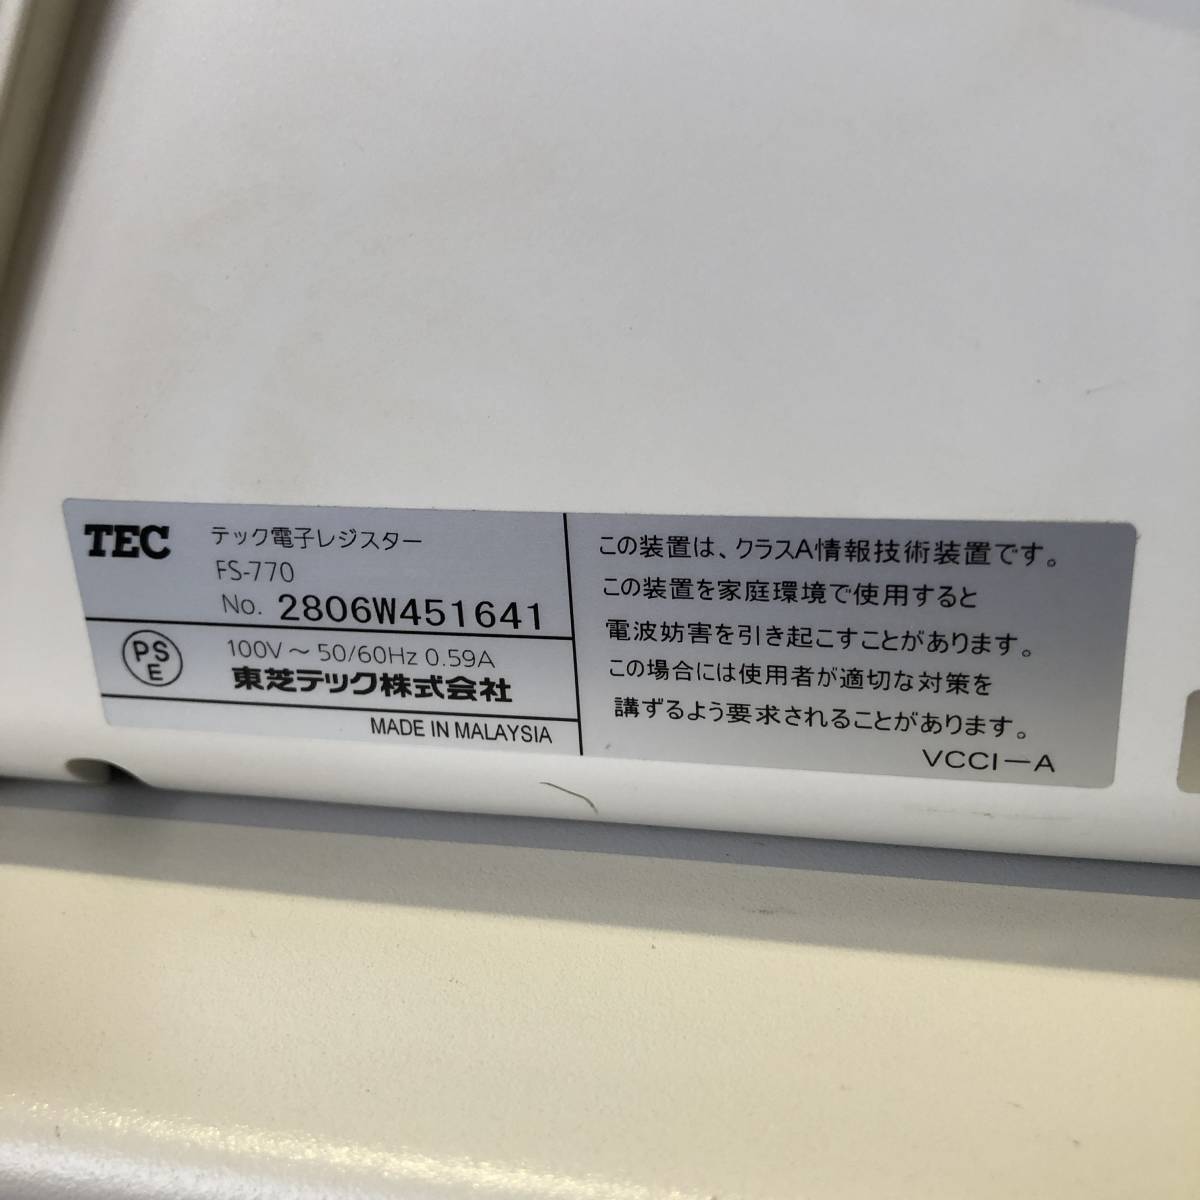 TEC テック電子レジスター
FS-770
No. 2806W451641
PS
E
100V ～ 50/60Hz 0.59A
東芝テック株式会社
MADE IN MALAYSIA
この装置は、クラスA情報技術装置です。
この装置を家庭環境で使用すると
電波妨害を引き起こすことがあります。
この場合には使用者が適切な対策を
講ずるよう要求されることがあります。
VCCI－A